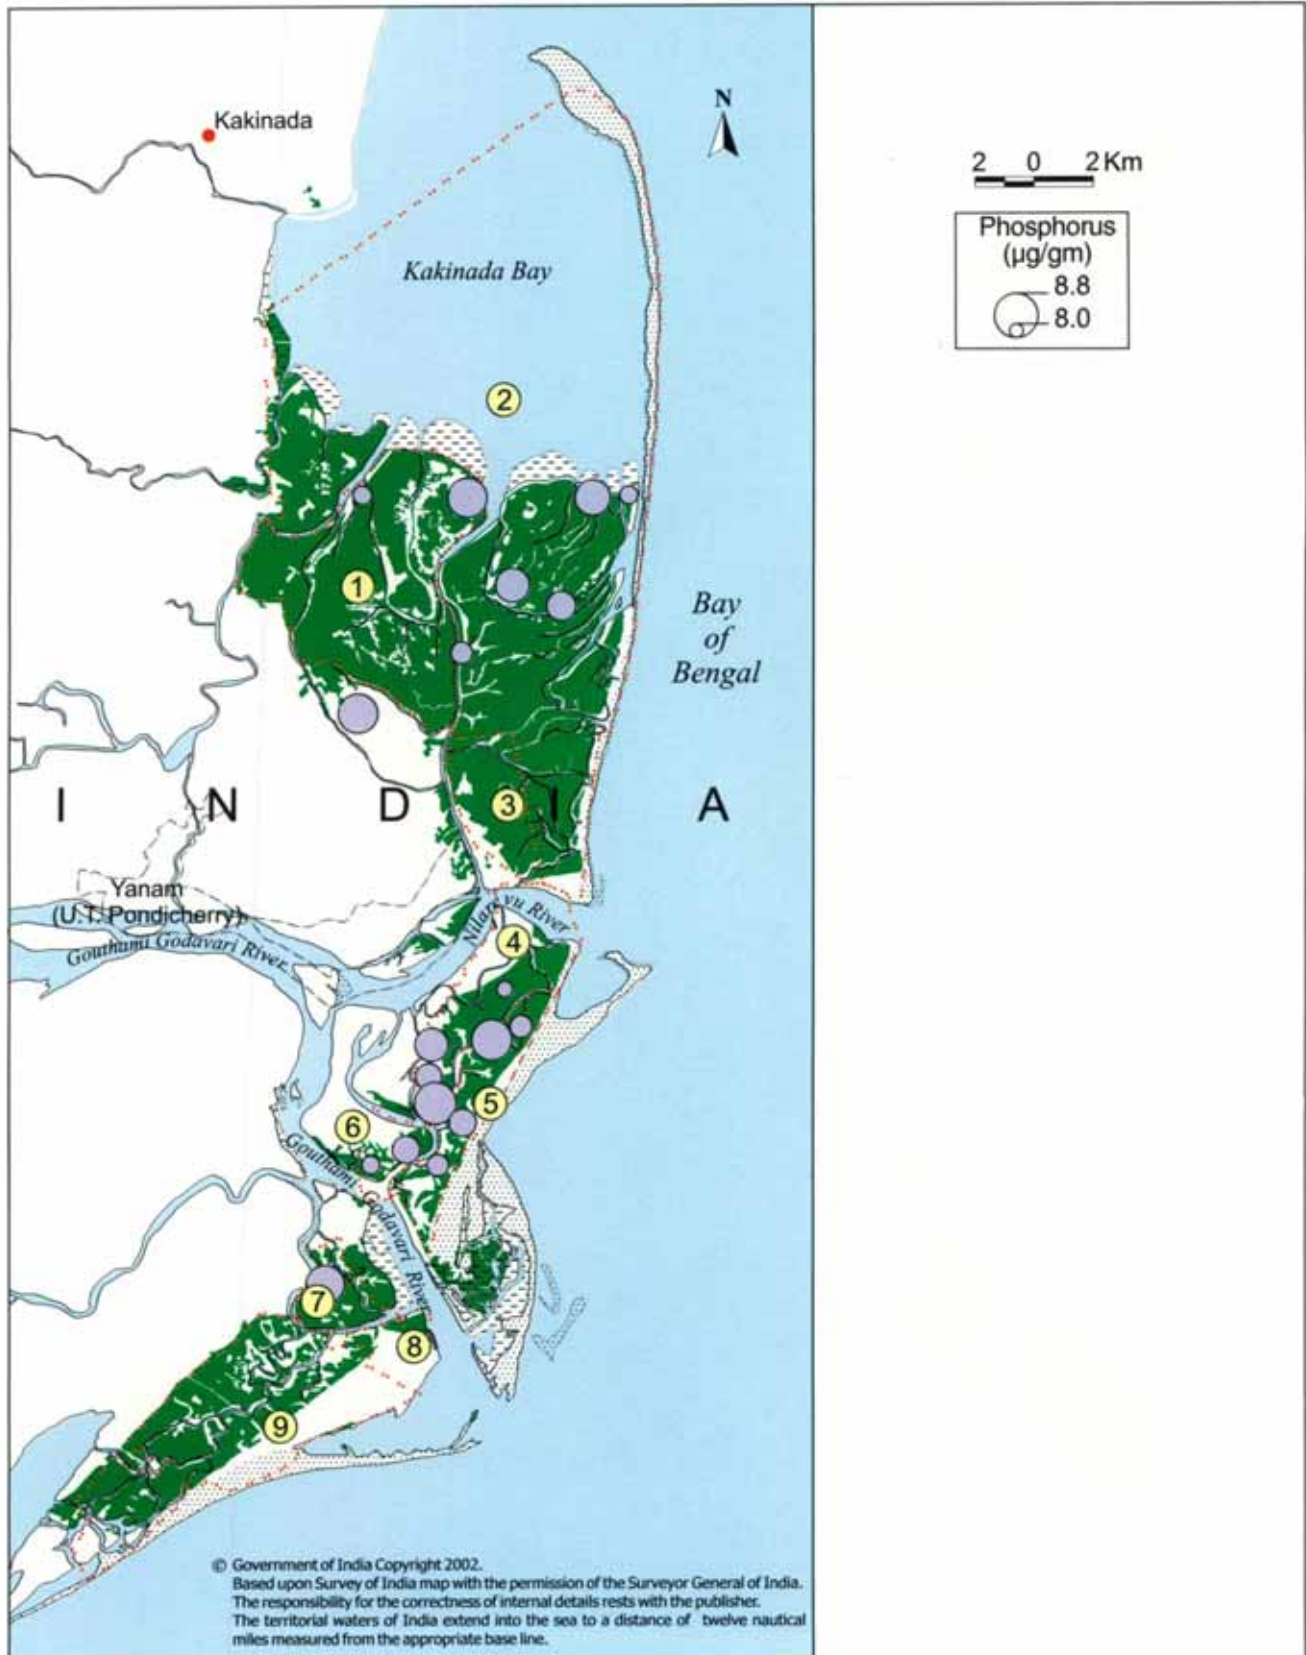 N
Kakinada
2 0 2 Km
Phosphorus
(µg/gm)
8.8
8.0
Kakinada Bay
2
1
Bay
of
Bengal
3
I N D I A
Yanam
(U.T. Pondicherry)
Gouthami Godavari River
Nilarevu River
4
5
6
Gouthami Godavari River
7
8
9
© Government of India Copyright 2002.
Based upon Survey of India map with the permission of the Surveyor General of India.
The responsibility for the correctness of internal details rests with the publisher.
The territorial waters of India extend into the sea to a distance of twelve nautical
miles measured from the appropriate base line.